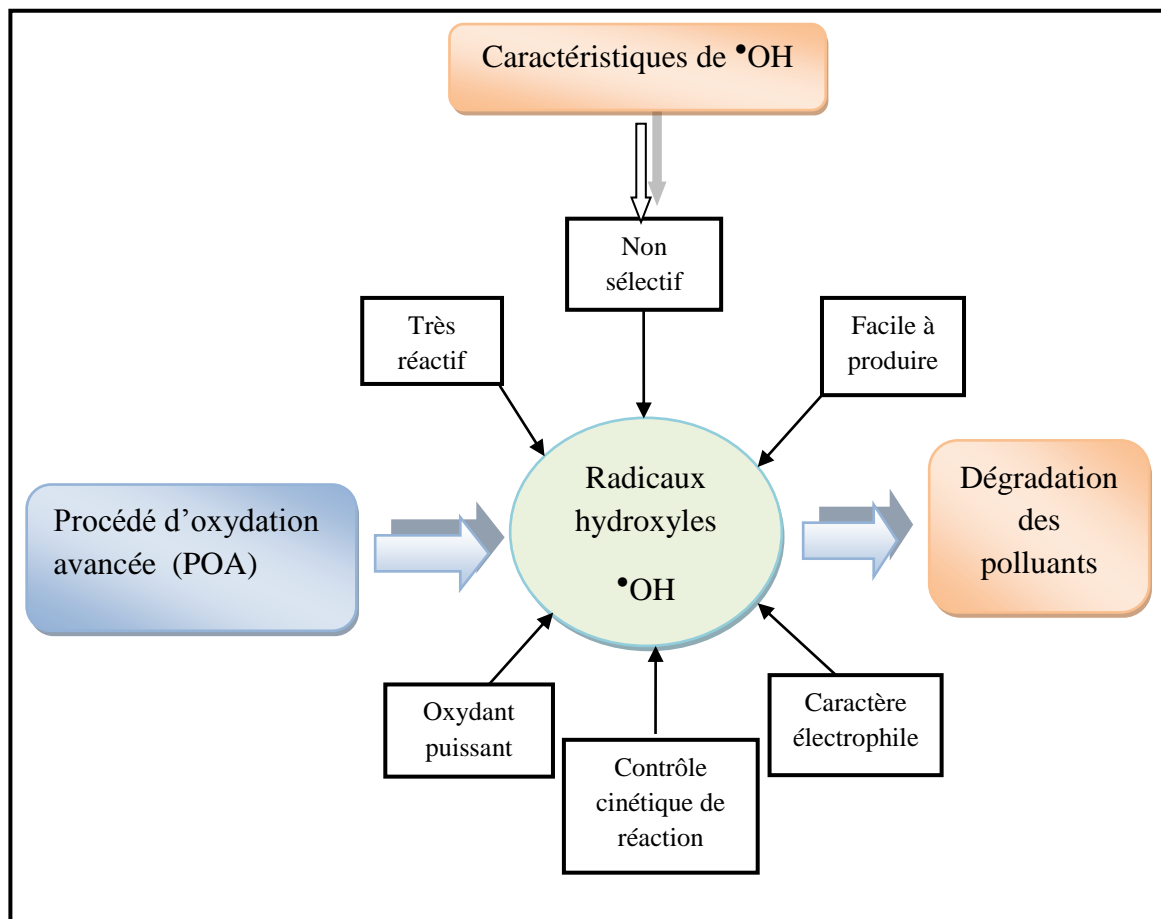 Caractéristiques de •OH
Non
sélectif
Très
réactif
Facile à
produire
Radicaux
hydroxyles
•OH
Procédé d’oxydation
avancée (POA)
Dégradation
des
polluants
Oxydant
puissant
Contrôle
cinétique de
réaction
Caractère
électrophile